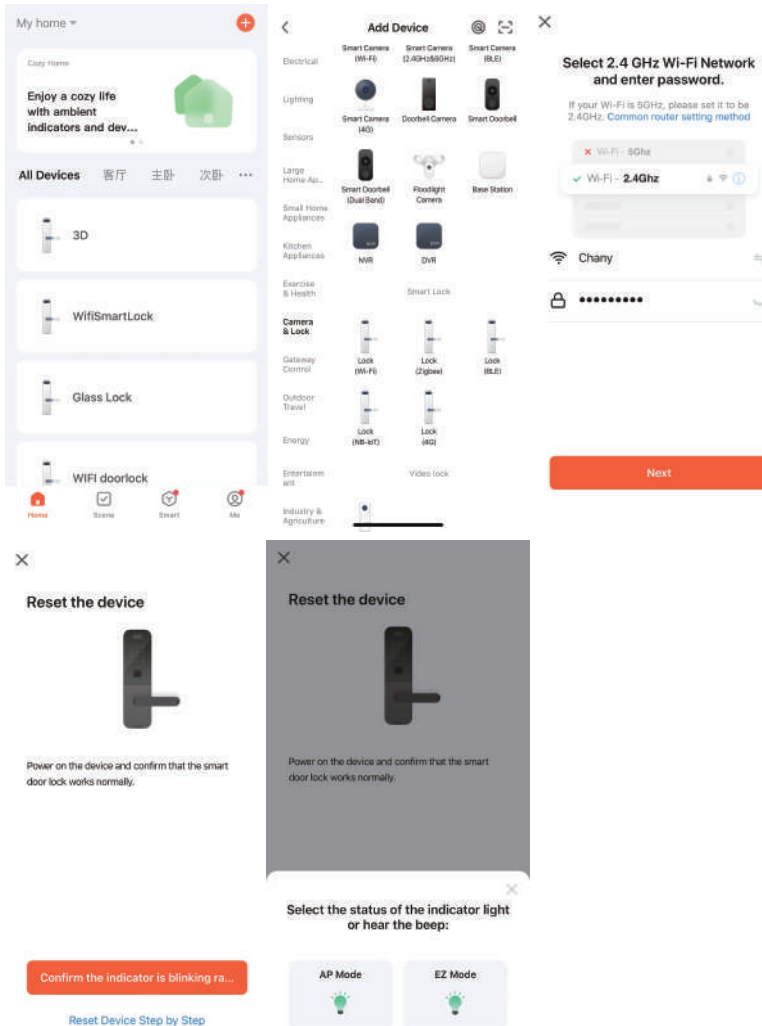 My home
Cozy Home
Enjoy a cozy life
with ambient
indicators and dev...
All Devices 客厅 主卧 次卧 ...
3D
WifiSmartLock
Glass Lock
WIFI doorlock
Home Scene Smart Me
Add Device
Electrical
Lighting
Sensors
Large
Home Ap...
Small Home
Appliances
Kitchen
Appliances
Exercise
& Health
Camera
& Lock
Gateway
Control
Outdoor
Travel
Energy
Entertainm
ent
Industry &
Agriculture
Smart Camera
(Wi-Fi)
Smart Camera
(2.4GHz&5GHz)
Smart Camera
(BLE)
Smart Camera
(4G)
Doorbell Camera
Smart Doorbell
Smart Doorbell
(Dual Band)
Floodlight
Camera
Base Station
NVR
DVR
Smart Lock
Lock
(Wi-Fi)
Lock
(Zigbee)
Lock
(BLE)
Lock
(NB-IoT)
Lock
(4G)
Video lock
Select 2.4 GHz Wi-Fi Network
and enter password.
If your Wi-Fi is 5GHz, please set it to be
2.4GHz. Common router setting method
Wi-Fi - 5Ghz
Wi-Fi - 2.4Ghz
Chany
Next
Reset the device
Power on the device and confirm that the smart
door lock works normally.
Confirm the indicator is blinking ra...
Reset Device Step by Step
Reset the device
Power on the device and confirm that the smart
door lock works normally.
Select the status of the indicator light
or hear the beep:
AP Mode
EZ Mode